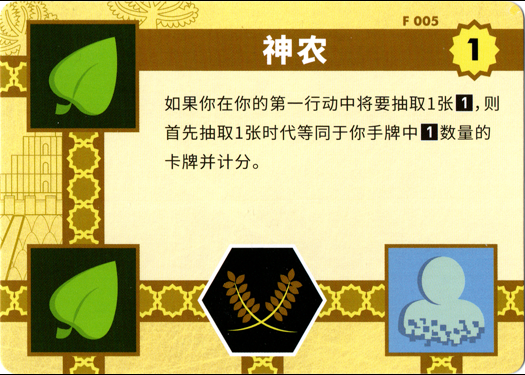 F 005
神农
1
如果你在你的第一行动中将要抽取1张1,则
首先抽取1张时代等同于你手牌中1数量的
卡牌并计分。